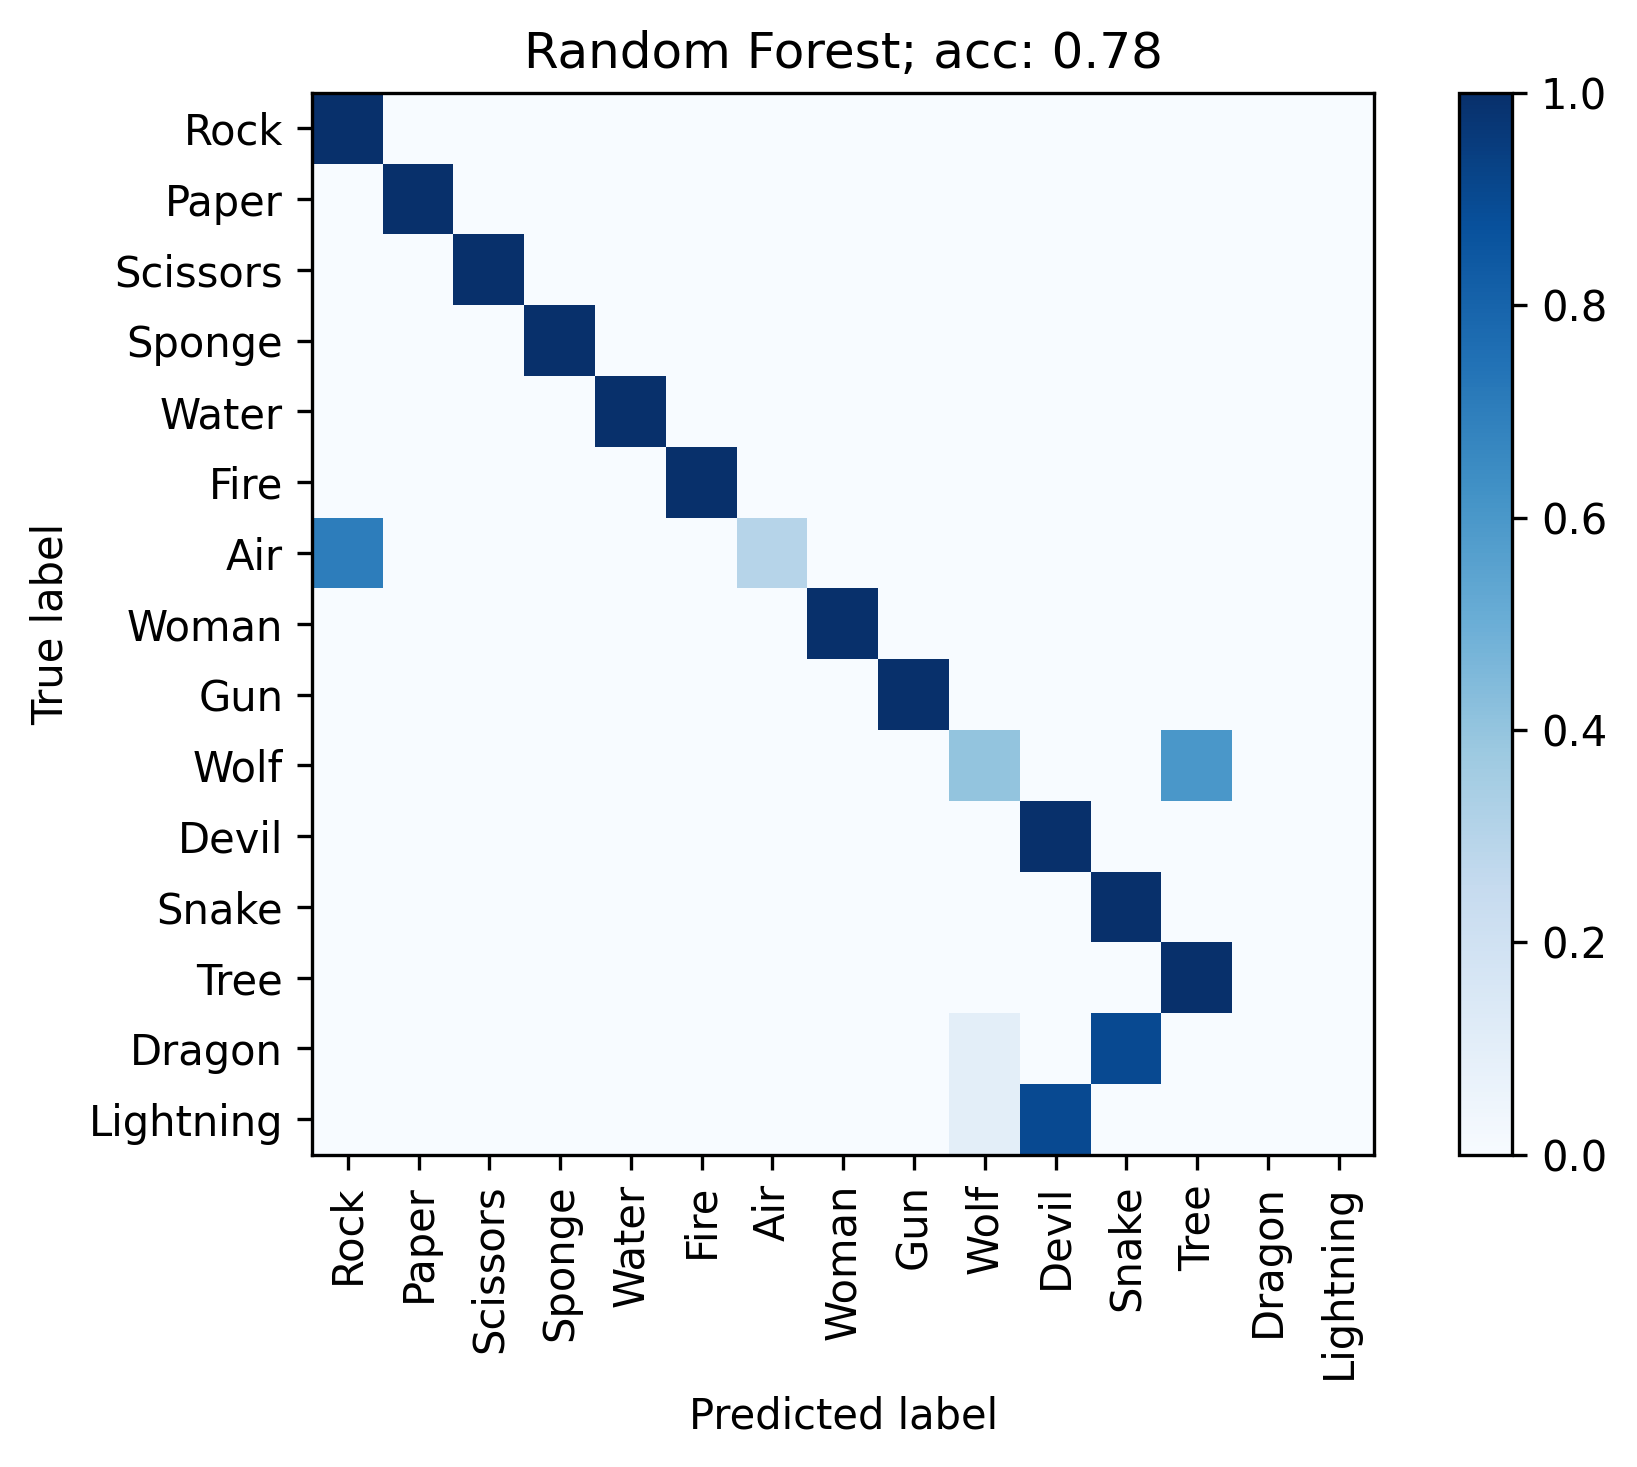 Random Forest; acc: 0.78
True label
Rock
Paper
Scissors
Sponge
Water
Fire
Air
Woman
Gun
Wolf
Devil
Snake
Tree
Dragon
Lightning
Rock
Paper
Scissors
Sponge
Water
Fire
Air
Woman
Gun
Wolf
Devil
Snake
Tree
Dragon
Lightning
Predicted label
1.0
0.8
0.6
0.4
0.2
0.0